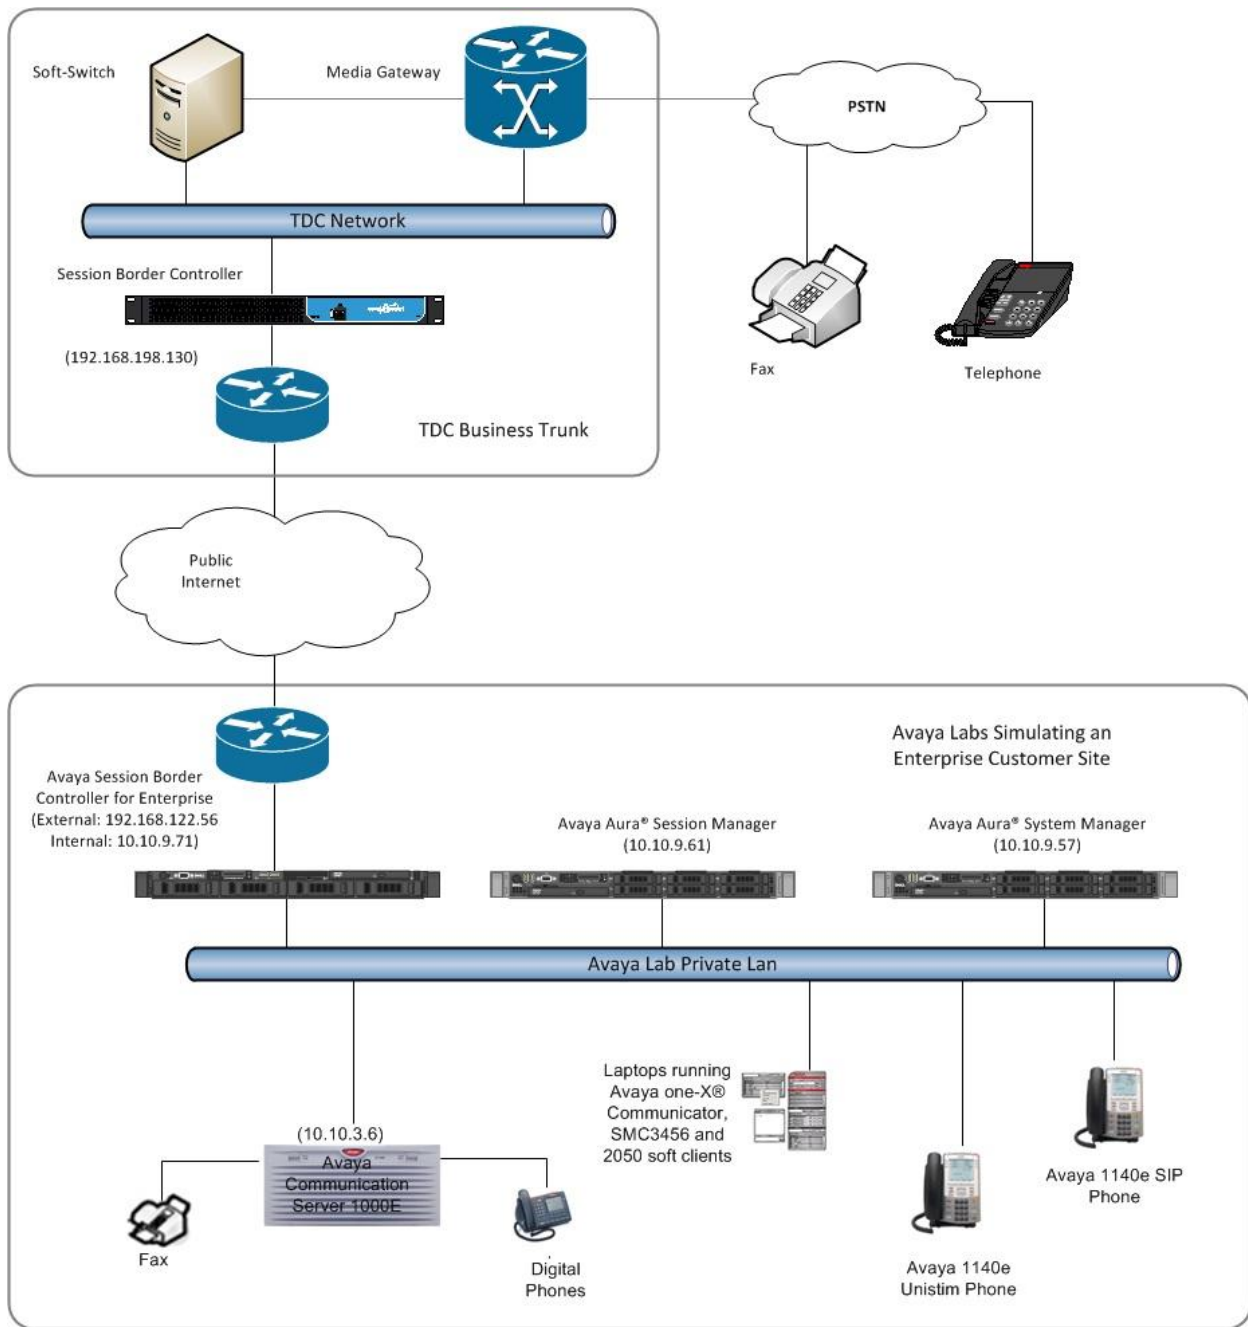 Soft-Switch
Media Gateway
PSTN
TDC Network
Session Border Controller
(192.168.198.130)
Fax
Telephone
TDC Business Trunk
Public
Internet
Avaya Labs Simulating an
Enterprise Customer Site
Avaya Session Border
Controller for Enterprise
(External: 192.168.122.56
Internal: 10.10.9.71)
Avaya Aura® Session Manager
(10.10.9.61)
Avaya Aura® System Manager
(10.10.9.57)
Avaya Lab Private Lan
Laptops running
Avaya one-X®
Communicator,
SMC3456 and
2050 soft clients
(10.10.3.6)
Avaya
Communication
Server 1000E
Avaya 1140e SIP
Phone
Fax
Digital
Phones
Avaya 1140e
Unistim Phone